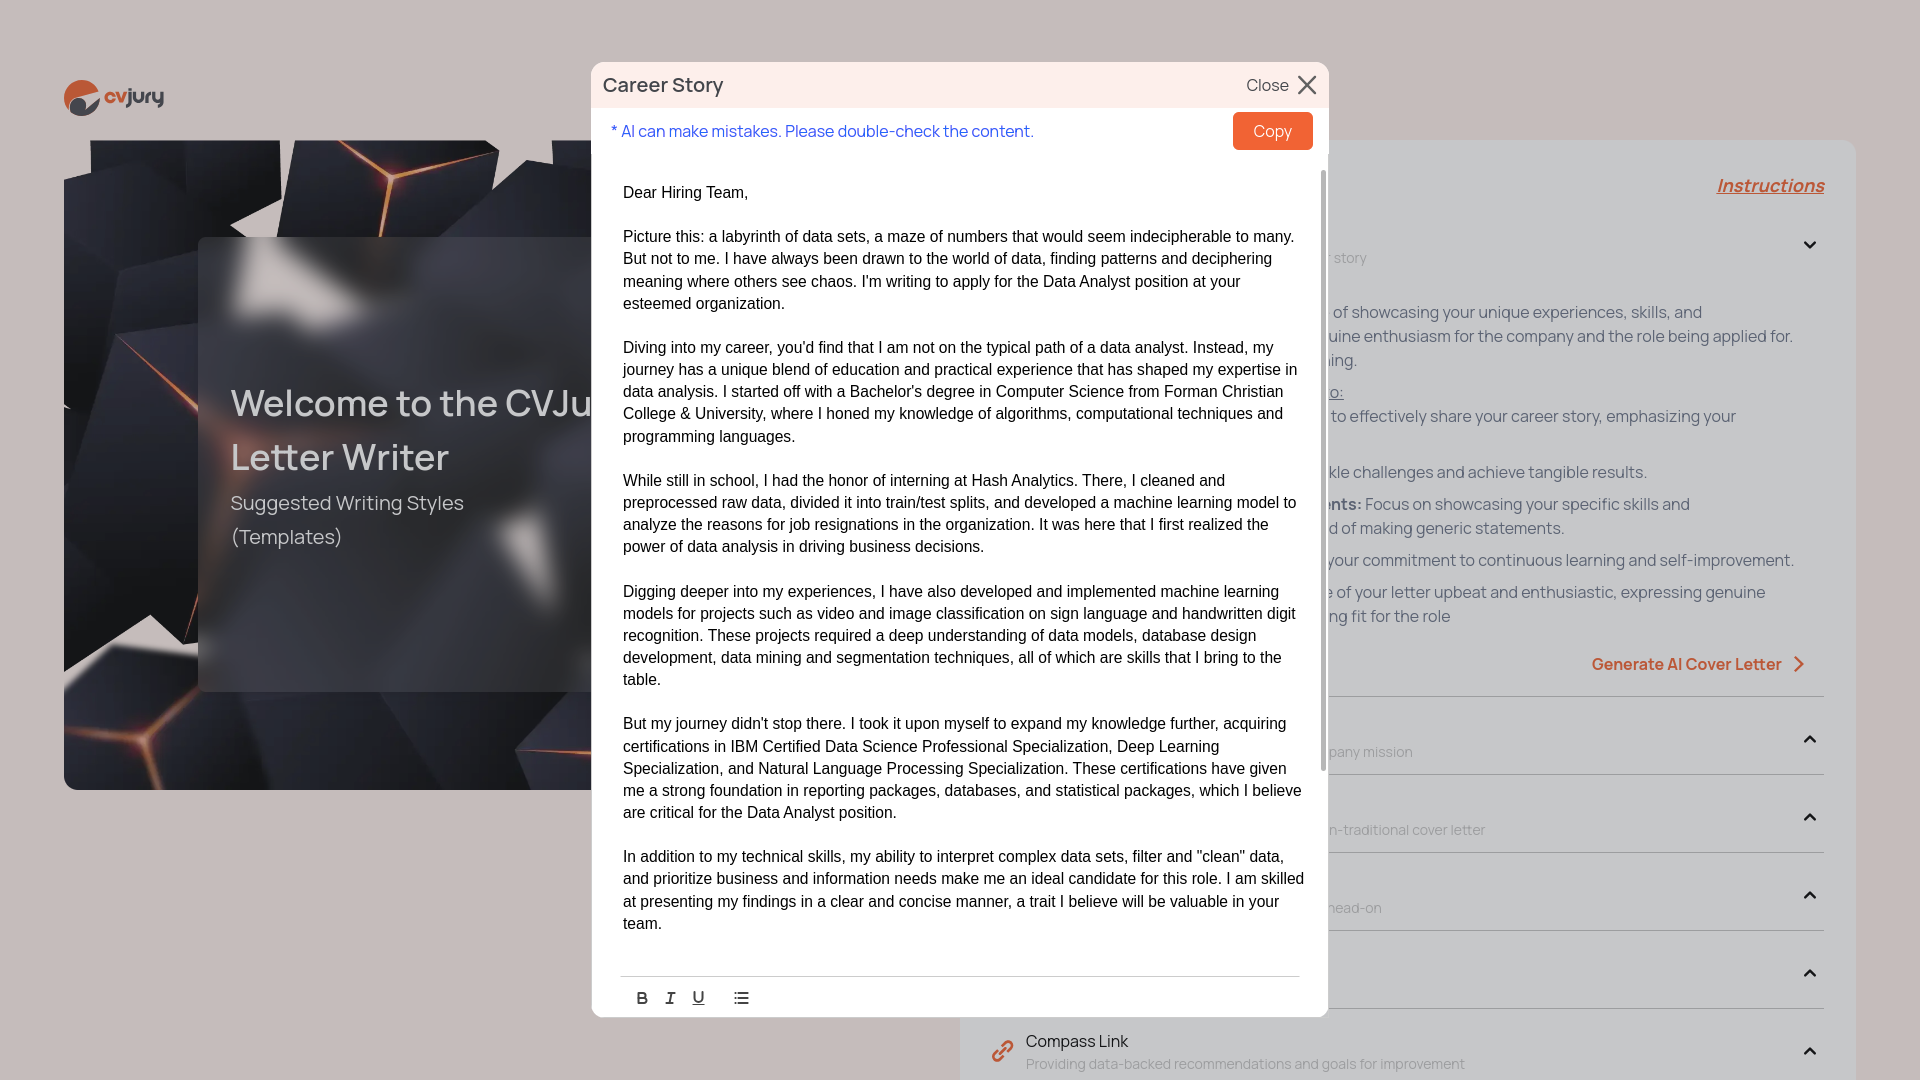 cvjury
Welcome to the CVJu
Letter Writer
Suggested Writing Styles
(Templates)
Career Story
Close
* AI can make mistakes. Please double-check the content.
Copy
Dear Hiring Team,
Picture this: a labyrinth of data sets, a maze of numbers that would seem indecipherable to many.
But not to me. I have always been drawn to the world of data, finding patterns and deciphering
meaning where others see chaos. I'm writing to apply for the Data Analyst position at your
esteemed organization.
Diving into my career, you'd find that I am not on the typical path of a data analyst. Instead, my
journey has a unique blend of education and practical experience that has shaped my expertise in
data analysis. I started off with a Bachelor's degree in Computer Science from Forman Christian
College & University, where I honed my knowledge of algorithms, computational techniques and
programming languages.
While still in school, I had the honor of interning at Hash Analytics. There, I cleaned and
preprocessed raw data, divided it into train/test splits, and developed a machine learning model to
analyze the reasons for job resignations in the organization. It was here that I first realized the
power of data analysis in driving business decisions.
Digging deeper into my experiences, I have also developed and implemented machine learning
models for projects such as video and image classification on sign language and handwritten digit
recognition. These projects required a deep understanding of data models, database design
development, data mining and segmentation techniques, all of which are skills that I bring to the
table.
But my journey didn't stop there. I took it upon myself to expand my knowledge further, acquiring
certifications in IBM Certified Data Science Professional Specialization, Deep Learning
Specialization, and Natural Language Processing Specialization. These certifications have given
me a strong foundation in reporting packages, databases, and statistical packages, which I believe
are critical for the Data Analyst position.
In addition to my technical skills, my ability to interpret complex data sets, filter and "clean" data,
and prioritize business and information needs make me an ideal candidate for this role. I am skilled
at presenting my findings in a clear and concise manner, a trait I believe will be valuable in your
team.
B I U
Instructions
story
of showcasing your unique experiences, skills, and
uine enthusiasm for the company and the role being applied for.
ing.
o:
to effectively share your career story, emphasizing your
kle challenges and achieve tangible results.
ents: Focus on showcasing your specific skills and
d of making generic statements.
your commitment to continuous learning and self-improvement.
e of your letter upbeat and enthusiastic, expressing genuine
ng fit for the role
Generate AI Cover Letter
pany mission
n-traditional cover letter
head-on
Compass Link
Providing data-backed recommendations and goals for improvement